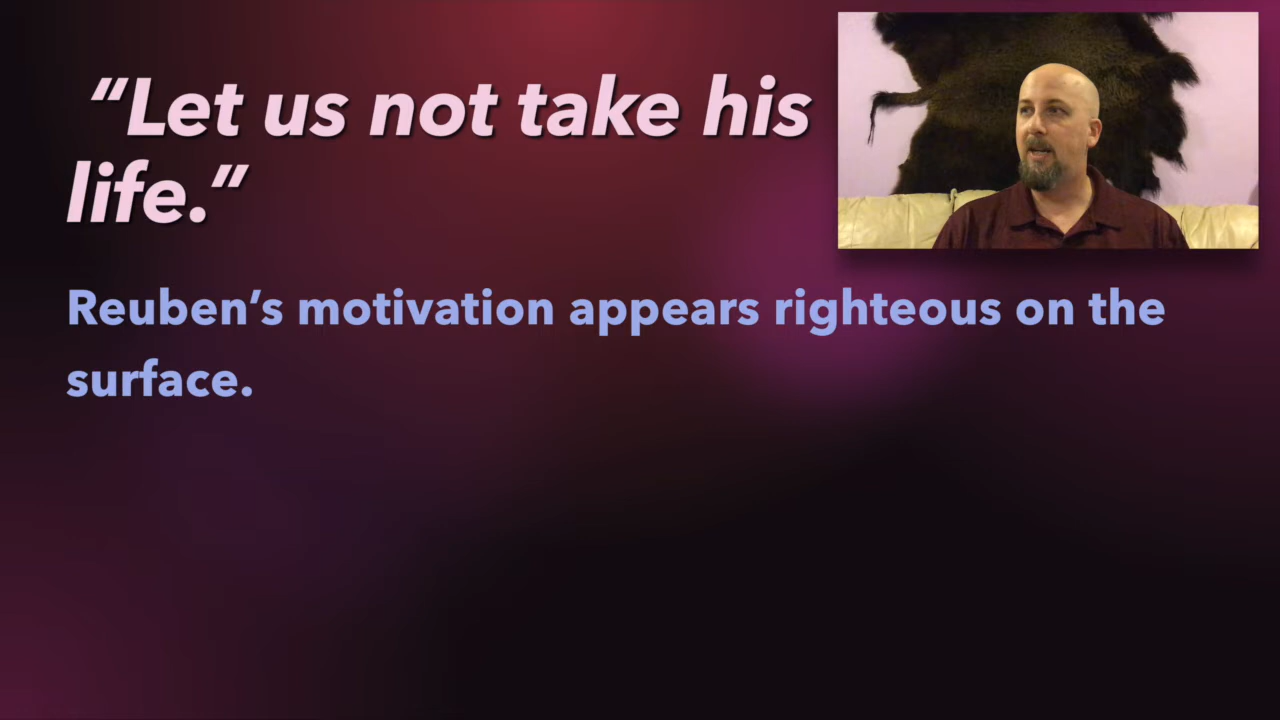 “Let us not take his
life.”
Reuben’s motivation appears righteous on the
surface.